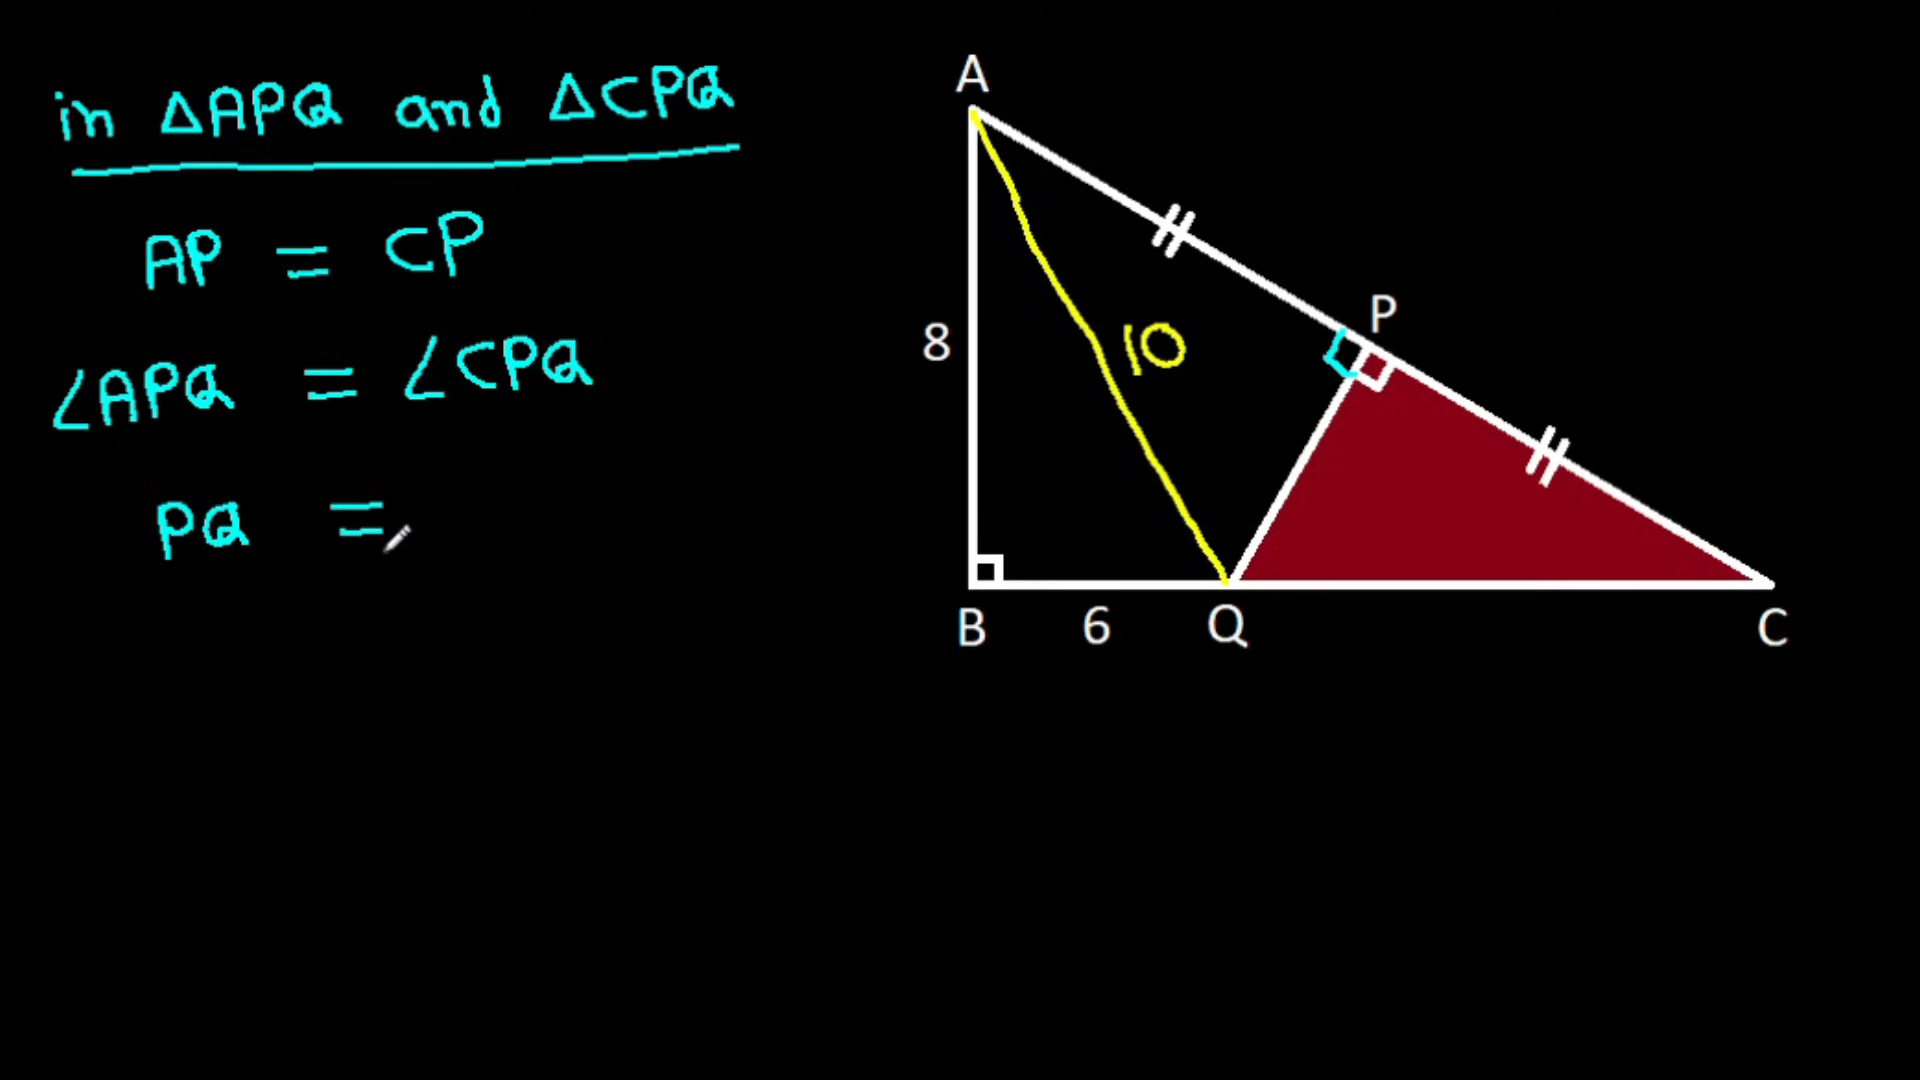 in ΔAPQ and ΔCPQ
AP = CP
∠APQ = ∠CPQ
PQ =
A
P
8
10
B
6
Q
C